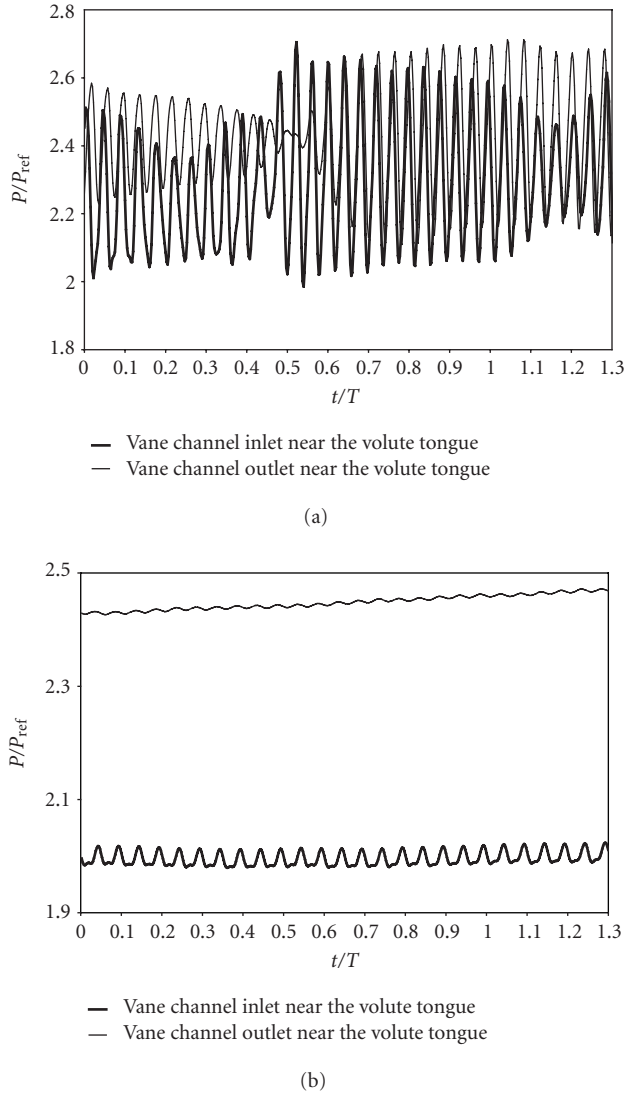 2.8
2.6
2.4
2.2
2
1.8
P/Pref
0 0.1 0.2 0.3 0.4 0.5 0.6 0.7 0.8 0.9 1 1.1 1.2 1.3
t/T
Vane channel inlet near the volute tongue
Vane channel outlet near the volute tongue
(a)
2.5
2.3
2.1
1.9
P/Pref
0 0.1 0.2 0.3 0.4 0.5 0.6 0.7 0.8 0.9 1 1.1 1.2 1.3
t/T
Vane channel inlet near the volute tongue
Vane channel outlet near the volute tongue
(b)